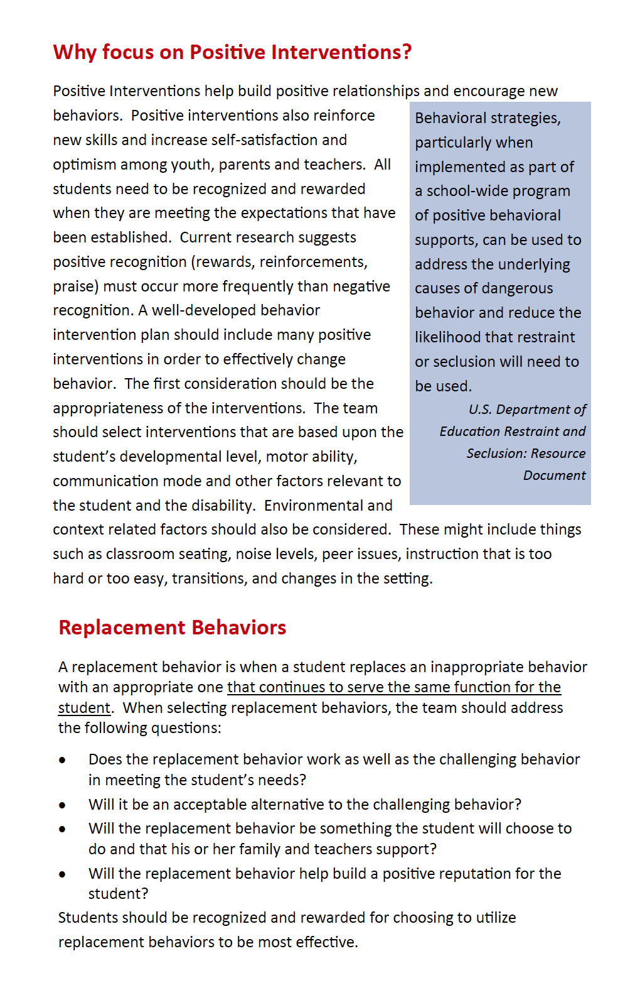 Why focus on Positive Interventions?
Positive Interventions help build positive relationships and encourage new
behaviors.  Positive interventions also reinforce
new skills and increase self-satisfaction and
optimism among youth, parents and teachers.  All
students need to be recognized and rewarded
when they are meeting the expectations that have
been established.  Current research suggests
positive recognition (rewards, reinforcements,
praise) must occur more frequently than negative
recognition. A well-developed behavior
intervention plan should include many positive
interventions in order to effectively change
behavior.  The first consideration should be the
appropriateness of the interventions.  The team
should select interventions that are based upon the
student’s developmental level, motor ability,
communication mode and other factors relevant to
the student and the disability.  Environmental and
context related factors should also be considered.  These might include things
such as classroom seating, noise levels, peer issues, instruction that is too
hard or too easy, transitions, and changes in the setting.
Behavioral strategies,
particularly when
implemented as part of
a school-wide program
of positive behavioral
supports, can be used to
address the underlying
causes of dangerous
behavior and reduce the
likelihood that restraint
or seclusion will need to
be used.
U.S. Department of
Education Restraint and
Seclusion: Resource
Document
Replacement Behaviors
A replacement behavior is when a student replaces an inappropriate behavior
with an appropriate one that continues to serve the same function for the
student.  When selecting replacement behaviors, the team should address
the following questions:
• Does the replacement behavior work as well as the challenging behavior
in meeting the student’s needs?
• Will it be an acceptable alternative to the challenging behavior?
• Will the replacement behavior be something the student will choose to
do and that his or her family and teachers support?
• Will the replacement behavior help build a positive reputation for the
student?
Students should be recognized and rewarded for choosing to utilize
replacement behaviors to be most effective.